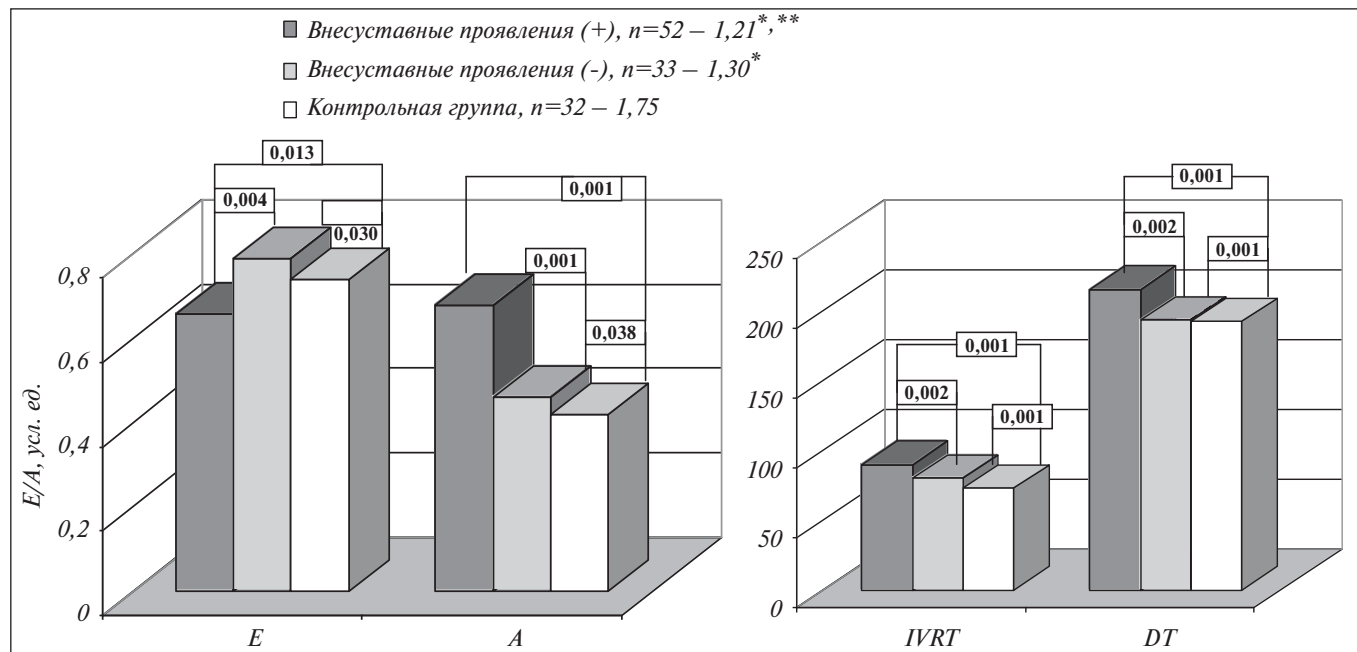 Внесуставные проявления (+), n=52 – 1,21*,**
Внесуставные проявления (-), n=33 – 1,30*
Контрольная группа, n=32 – 1,75
0,013
0,004
0,030
0,001
0,001
0,038
E/A, усл. ед.
0,8
0,6
0,4
0,2
0
E
A
0,001
0,002
0,001
0,001
0,002
0,001
250
200
150
100
50
0
IVRT
DT